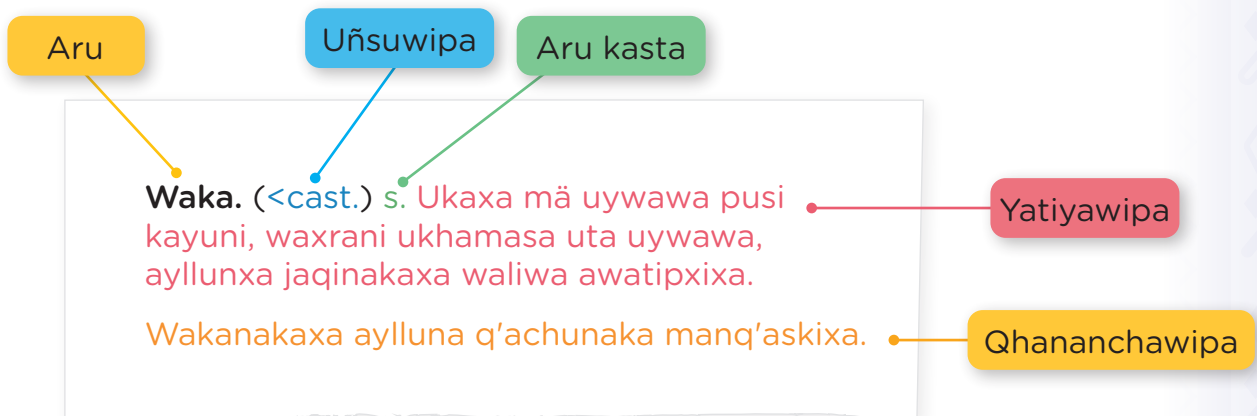 Aru
Uñsuwipa
Aru kasta
Waka. (<cast.) s. Ukaxa mä uywawa pusi
kayuni, waxrani ukhamasa uta uywawa,
ayllunxa jaqinakaxa waliwa awatipxixa.
Yatiyawipa
Wakanakaxa aylluna q'achunaka manq'askixa.
Qhananchawipa